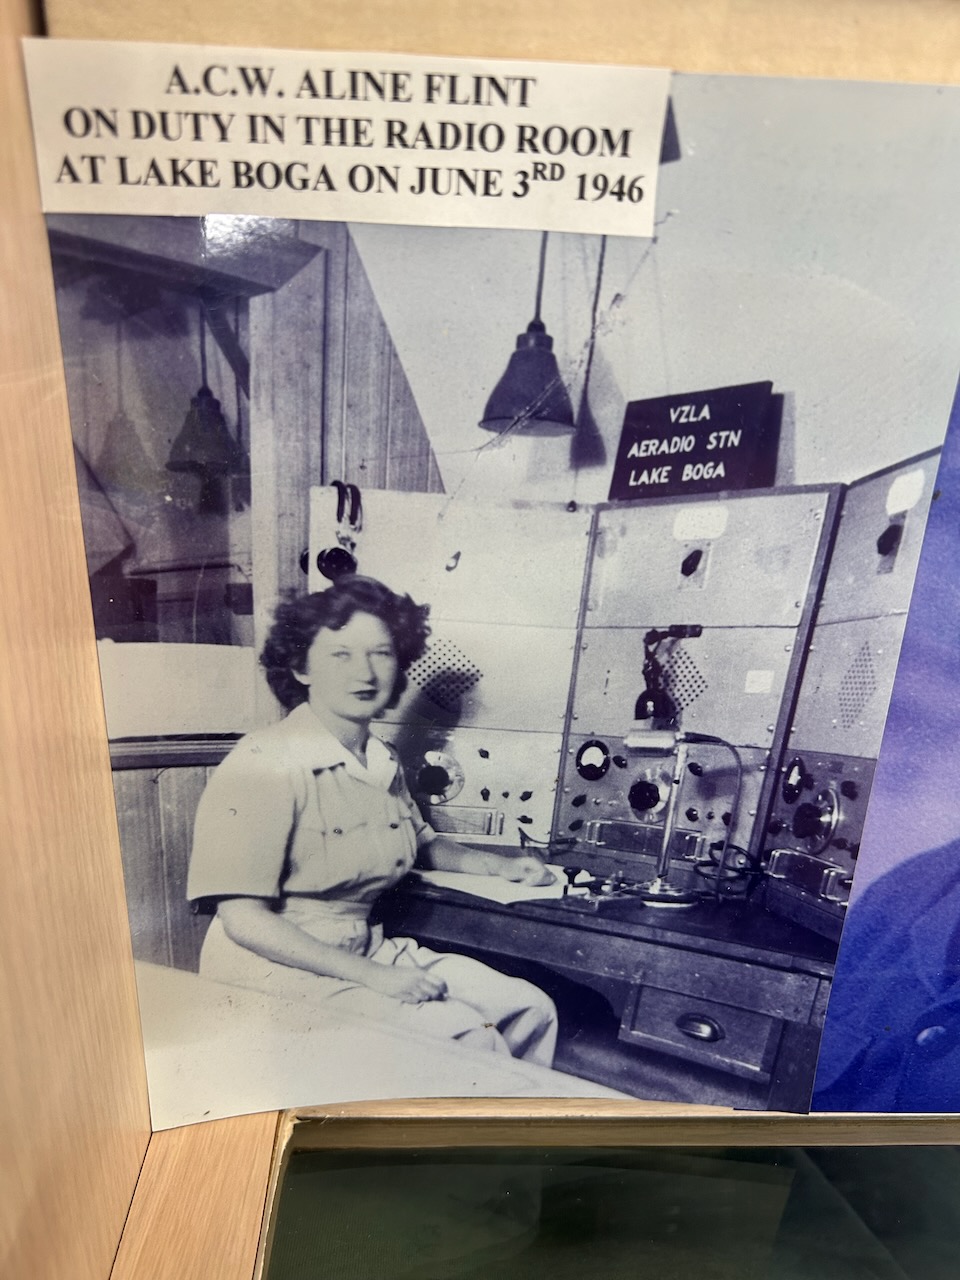 A.C.W. ALINE FLINT
ON DUTY IN THE RADIO ROOM
AT LAKE BOGA ON JUNE 3RD 1946
VZLA
AERADIO STN
LAKE BOGA